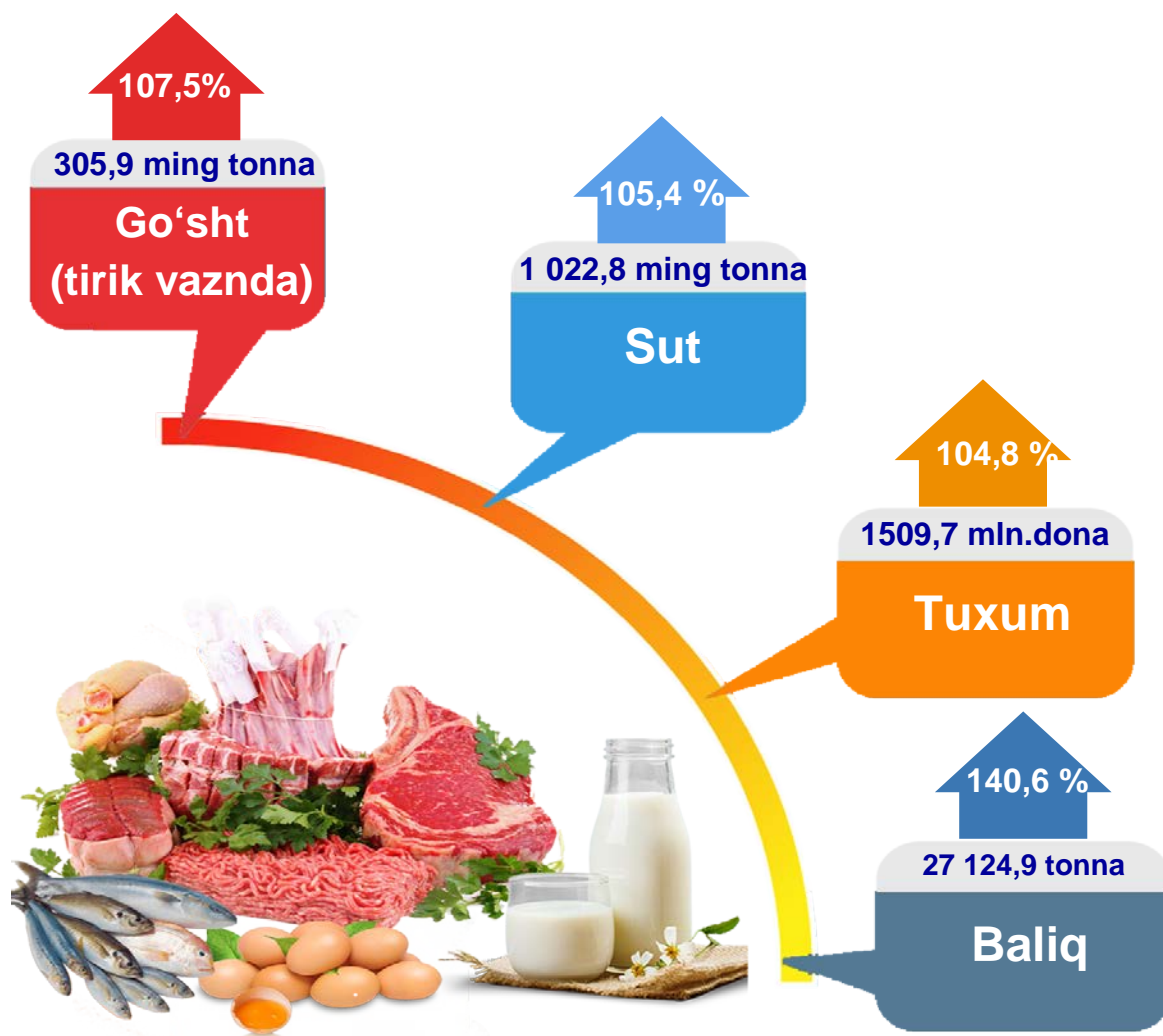 107,5%
305,9 ming tonna
Go‘sht
(tirik vaznda)
105,4 %
1 022,8 ming tonna
Sut
104,8 %
1509,7 mln.dona
Tuxum
140,6 %
27 124,9 tonna
Baliq